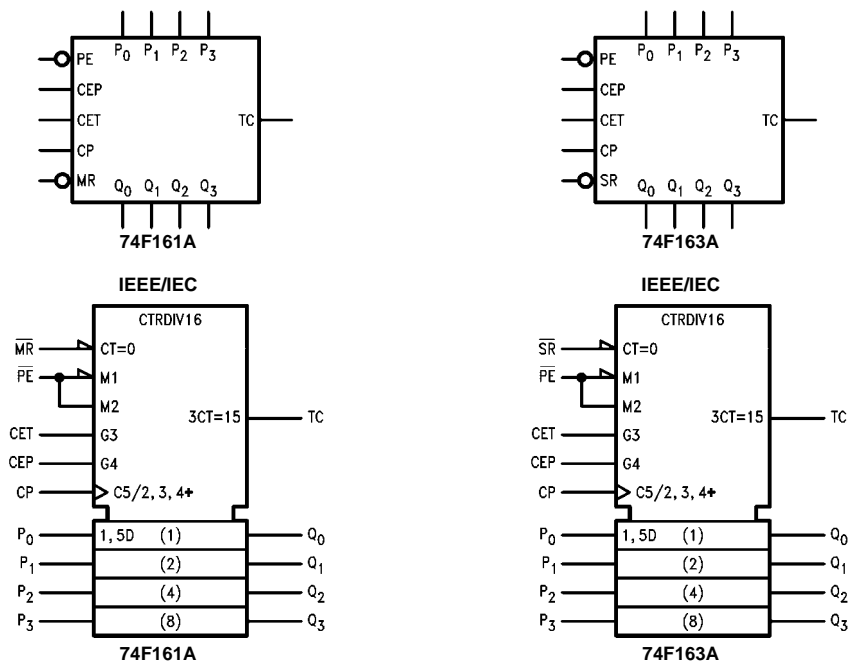 P0 P1 P2 P3
PE
CEP
CET
CP
MR
TC
Q0 Q1 Q2 Q3
74F161A
P0 P1 P2 P3
PE
CEP
CET
CP
SR
TC
Q0 Q1 Q2 Q3
74F163A
IEEE/IEC
CTRDIV16
MR CT=0
PE M1
M2
3CT=15 TC
CET G3
CEP G4
CP C5/2,3,4+
P0 1,5D (1) Q0
P1 (2) Q1
P2 (4) Q2
P3 (8) Q3
74F161A
IEEE/IEC
CTRDIV16
SR CT=0
PE M1
M2
3CT=15 TC
CET G3
CEP G4
CP C5/2,3,4+
P0 1,5D (1) Q0
P1 (2) Q1
P2 (4) Q2
P3 (8) Q3
74F163A